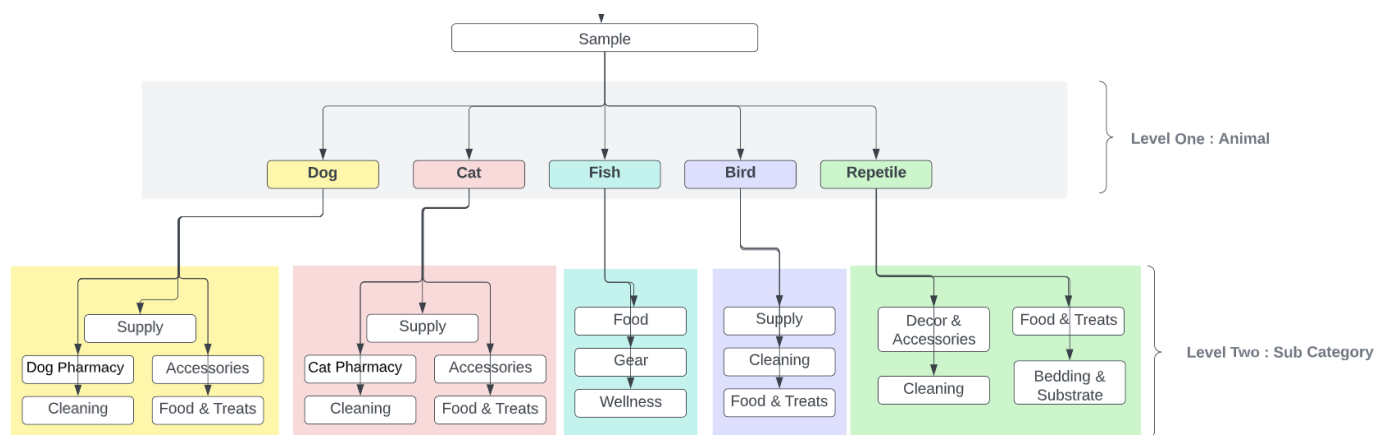 Sample
Level One : Animal
Dog
Cat
Fish
Bird
Repetile
Supply
Dog Pharmacy
Accessories
Cleaning
Food & Treats
Supply
Cat Pharmacy
Accessories
Cleaning
Food & Treats
Food
Gear
Wellness
Supply
Cleaning
Food & Treats
Decor &
Accessories
Food & Treats
Cleaning
Bedding &
Substrate
Level Two : Sub Category